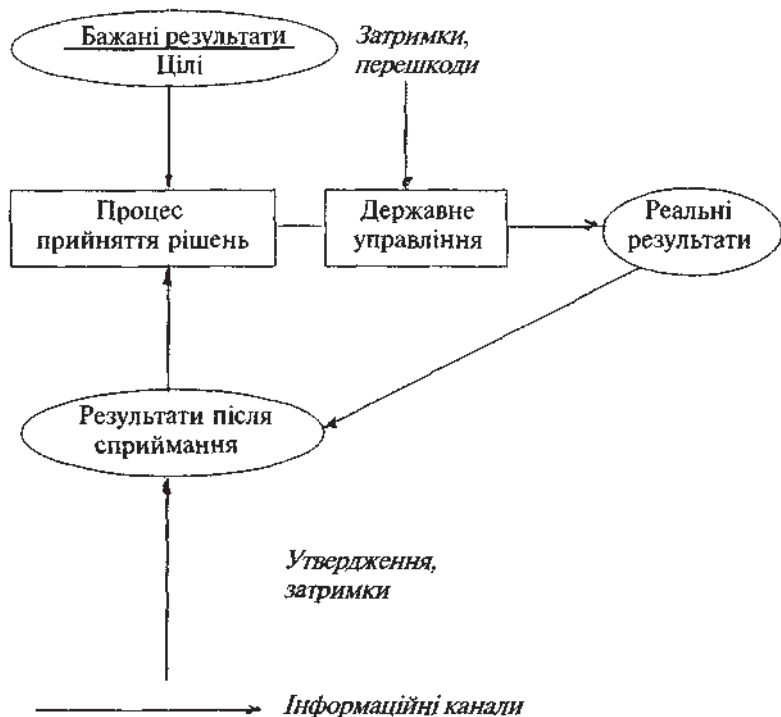 Бажані результати
Цілі
Затримки,
перешкоди
Процес
прийняття рішень
Державне
управління
Реальні
результати
Результати після
сприймання
Утвердження,
затримки
Інформаційні канали